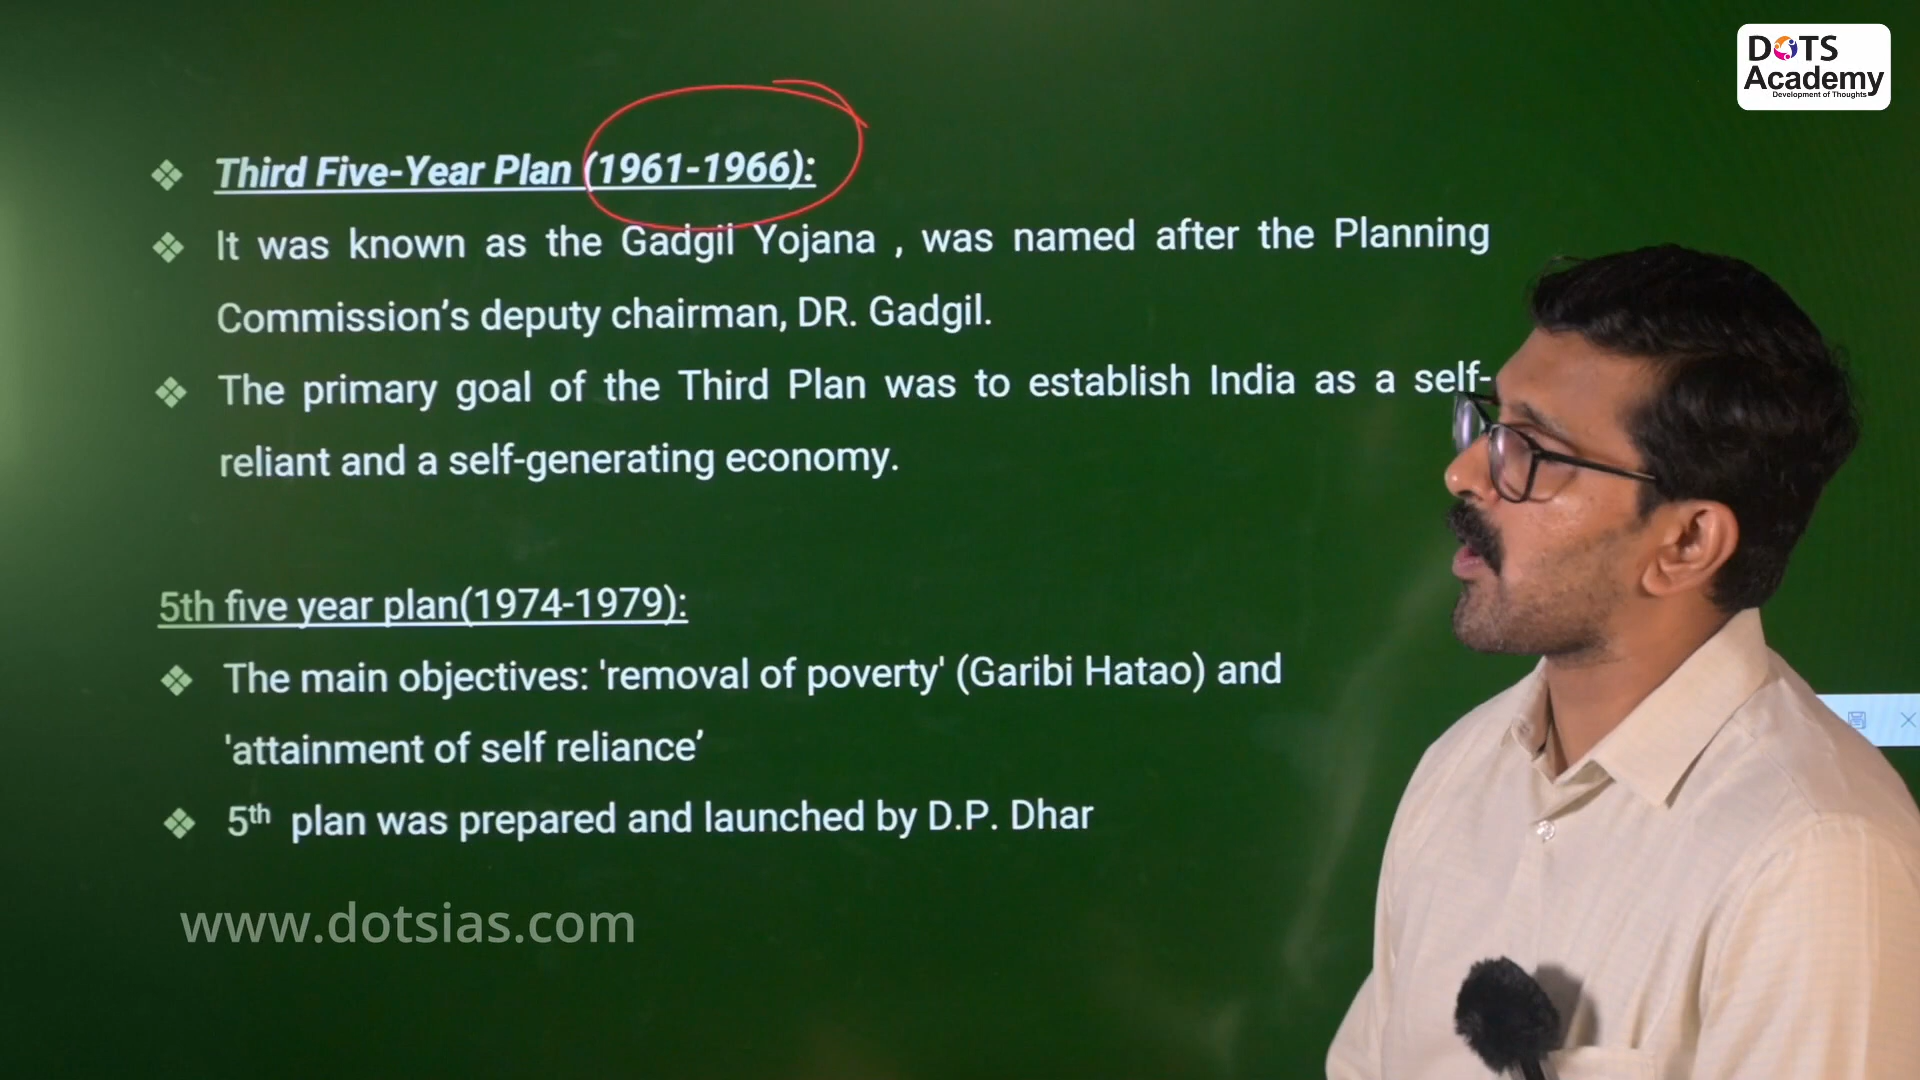 DOTS
Academy
Development of Thoughts
Third Five-Year Plan (1961-1966):
It was known as the Gadgil Yojana , was named after the Planning
Commission’s deputy chairman, DR. Gadgil.
The primary goal of the Third Plan was to establish India as a self-
reliant and a self-generating economy.
5th five year plan(1974-1979):
The main objectives: 'removal of poverty' (Garibi Hatao) and
'attainment of self reliance’
5th plan was prepared and launched by D.P. Dhar
www.dotsias.com